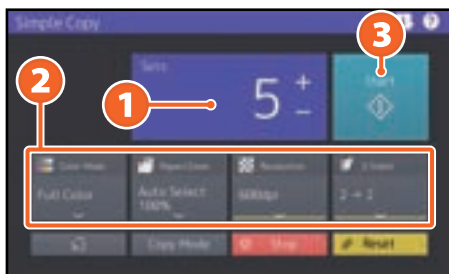 Simple Copy
?
3
Sets
Start
2
1
5
+
-
Color Mode
Full Color
Paper/Zoom
Auto Select
100%
Resolution
600dpi
2-Sided
2→2
Copy Mode
Stop
Reset